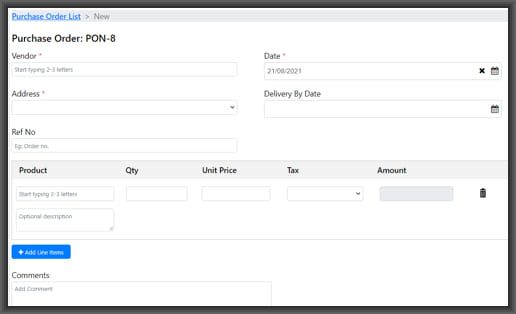 Purchase Order List > New
Purchase Order: PON-8
Vendor *
Date *
Start typing 2-3 letters
21/08/2021
Address *
Delivery By Date
Ref No
Eg: Order no.
Product Qty Unit Price Tax Amount
Start typing 2-3 letters
Optional description
+ Add Line Items
Comments
Add Comment